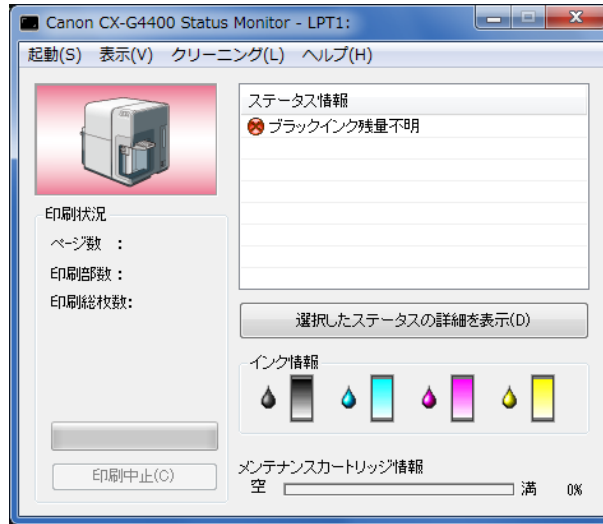 Canon CX-G4400 Status Monitor - LPT1:
起動(S) 表示(V) クリーニング(L) ヘルプ(H)
ステータス情報
ブラックインク残量不明
印刷状況
ページ数 :
印刷部数 :
印刷総枚数:
選択したステータスの詳細を表示(D)
インク情報
印刷中止(C)
メンテナンスカートリッジ情報
空 満 0%